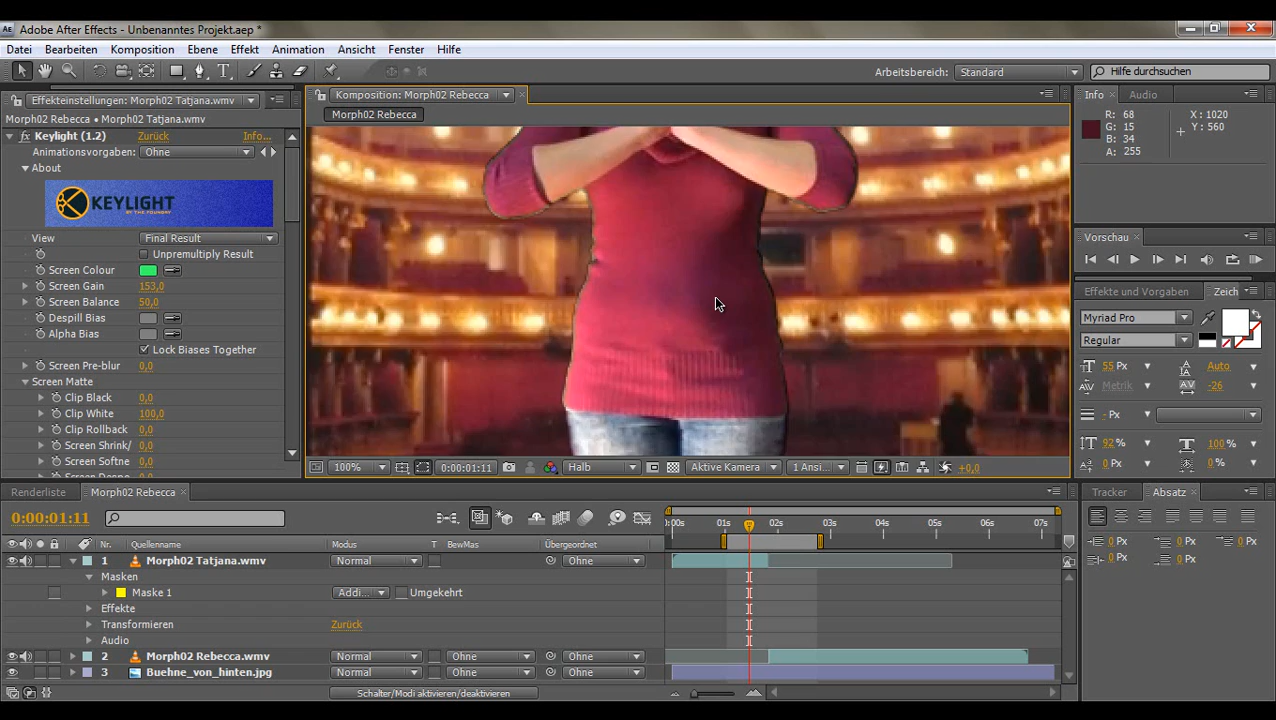 Adobe After Effects - Unbenanntes Projekt.aep *
Datei Bearbeiten Komposition Ebene Effekt Animation Ansicht Fenster Hilfe
Arbeitsbereich: Standard Hilfe durchsuchen
Effekteinstellungen: Morph02 Tatjana.wmv
Morph02 Rebecca • Morph02 Tatjana.wmv
Keylight (1.2) Zurück Info...
Animationsvorgaben: Ohne
About
KEYLIGHT
BY THE FOUNDRY
View Final Result
Unpremultiply Result
Screen Colour
Screen Gain 153,0
Screen Balance 50,0
Despill Bias
Alpha Bias
Lock Biases Together
Screen Pre-blur 0,0
Screen Matte
Clip Black 0,0
Clip White 100,0
Clip Rollback 0,0
Screen Shrink/ 0,0
Screen Softne 0,0
Komposition: Morph02 Rebecca
Morph02 Rebecca
100% 0:00:01:11 Halb Aktive Kamera 1 Ansi... +0,0
Info Audio
R: 68 X: 1020
G: 15 Y: 560
B: 34
A: 255
Vorschau
Effekte und Vorgaben Zeich
Myriad Pro
Regular
55 Px Auto
Metrik -26
- Px
92 % 100 %
0 Px 0 %
Tracker Absatz
0 Px 0 Px 0 Px
0 Px 0 Px
Renderliste Morph02 Rebecca
0:00:01:11
Nr. Quellenname Modus T BewMas Übergeordnet
:00s 01s 02s 03s 04s 05s 06s 07s
1 Morph02 Tatjana.wmv Normal Ohne
Masken
Maske 1 Addi... Umgekehrt
Effekte
Transformieren Zurück
Audio
2 Morph02 Rebecca.wmv Normal Ohne Ohne
3 Buehne_von_hinten.jpg Normal Ohne Ohne
Schalter/Modi aktivieren/deaktivieren